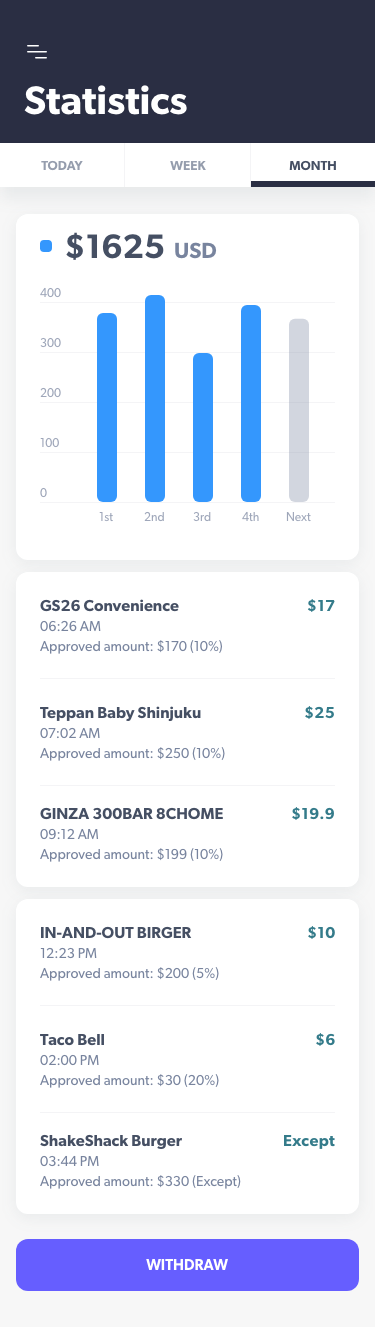 Statistics
TODAY WEEK MONTH
$1625 USD
400
300
200
100
0
1st 2nd 3rd 4th Next
GS26 Convenience $17
06:26 AM
Approved amount: $170 (10%)
Teppan Baby Shinjuku $25
07:02 AM
Approved amount: $250 (10%)
GINZA 300BAR 8CHOME $19.9
09:12 AM
Approved amount: $199 (10%)
IN-AND-OUT BIRGER $10
12:23 PM
Approved amount: $200 (5%)
Taco Bell $6
02:00 PM
Approved amount: $30 (20%)
ShakeShack Burger Except
03:44 PM
Approved amount: $330 (Except)
WITHDRAW